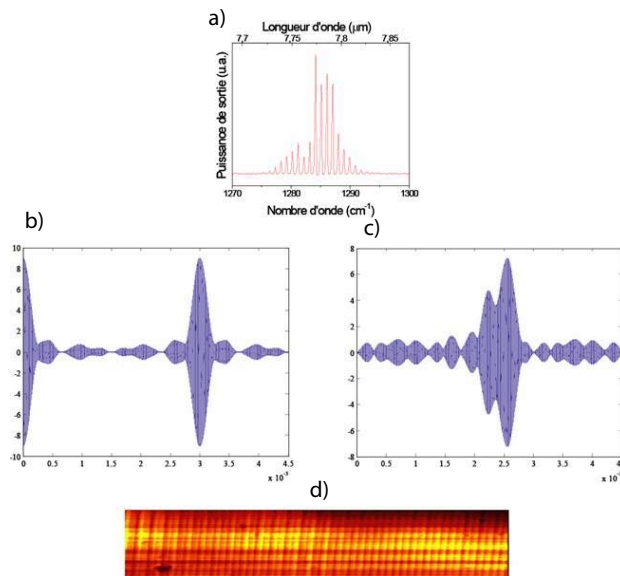 a)
Longueur d'onde (μm)
7,7 7,75 7,8 7,85
Puissance de sortie (u.a.)
1270 1280 1290 1300
Nombre d'onde (cm⁻¹)
b)
10
8
6
4
2
0
-2
-4
-6
-8
-10
0 0.5 1 1.5 2 2.5 3 3.5 4 4.5
x 10⁻³
c)
8
6
4
2
0
-2
-4
-6
-8
0 0.5 1 1.5 2 2.5 3 3.5 4 4.5
d)